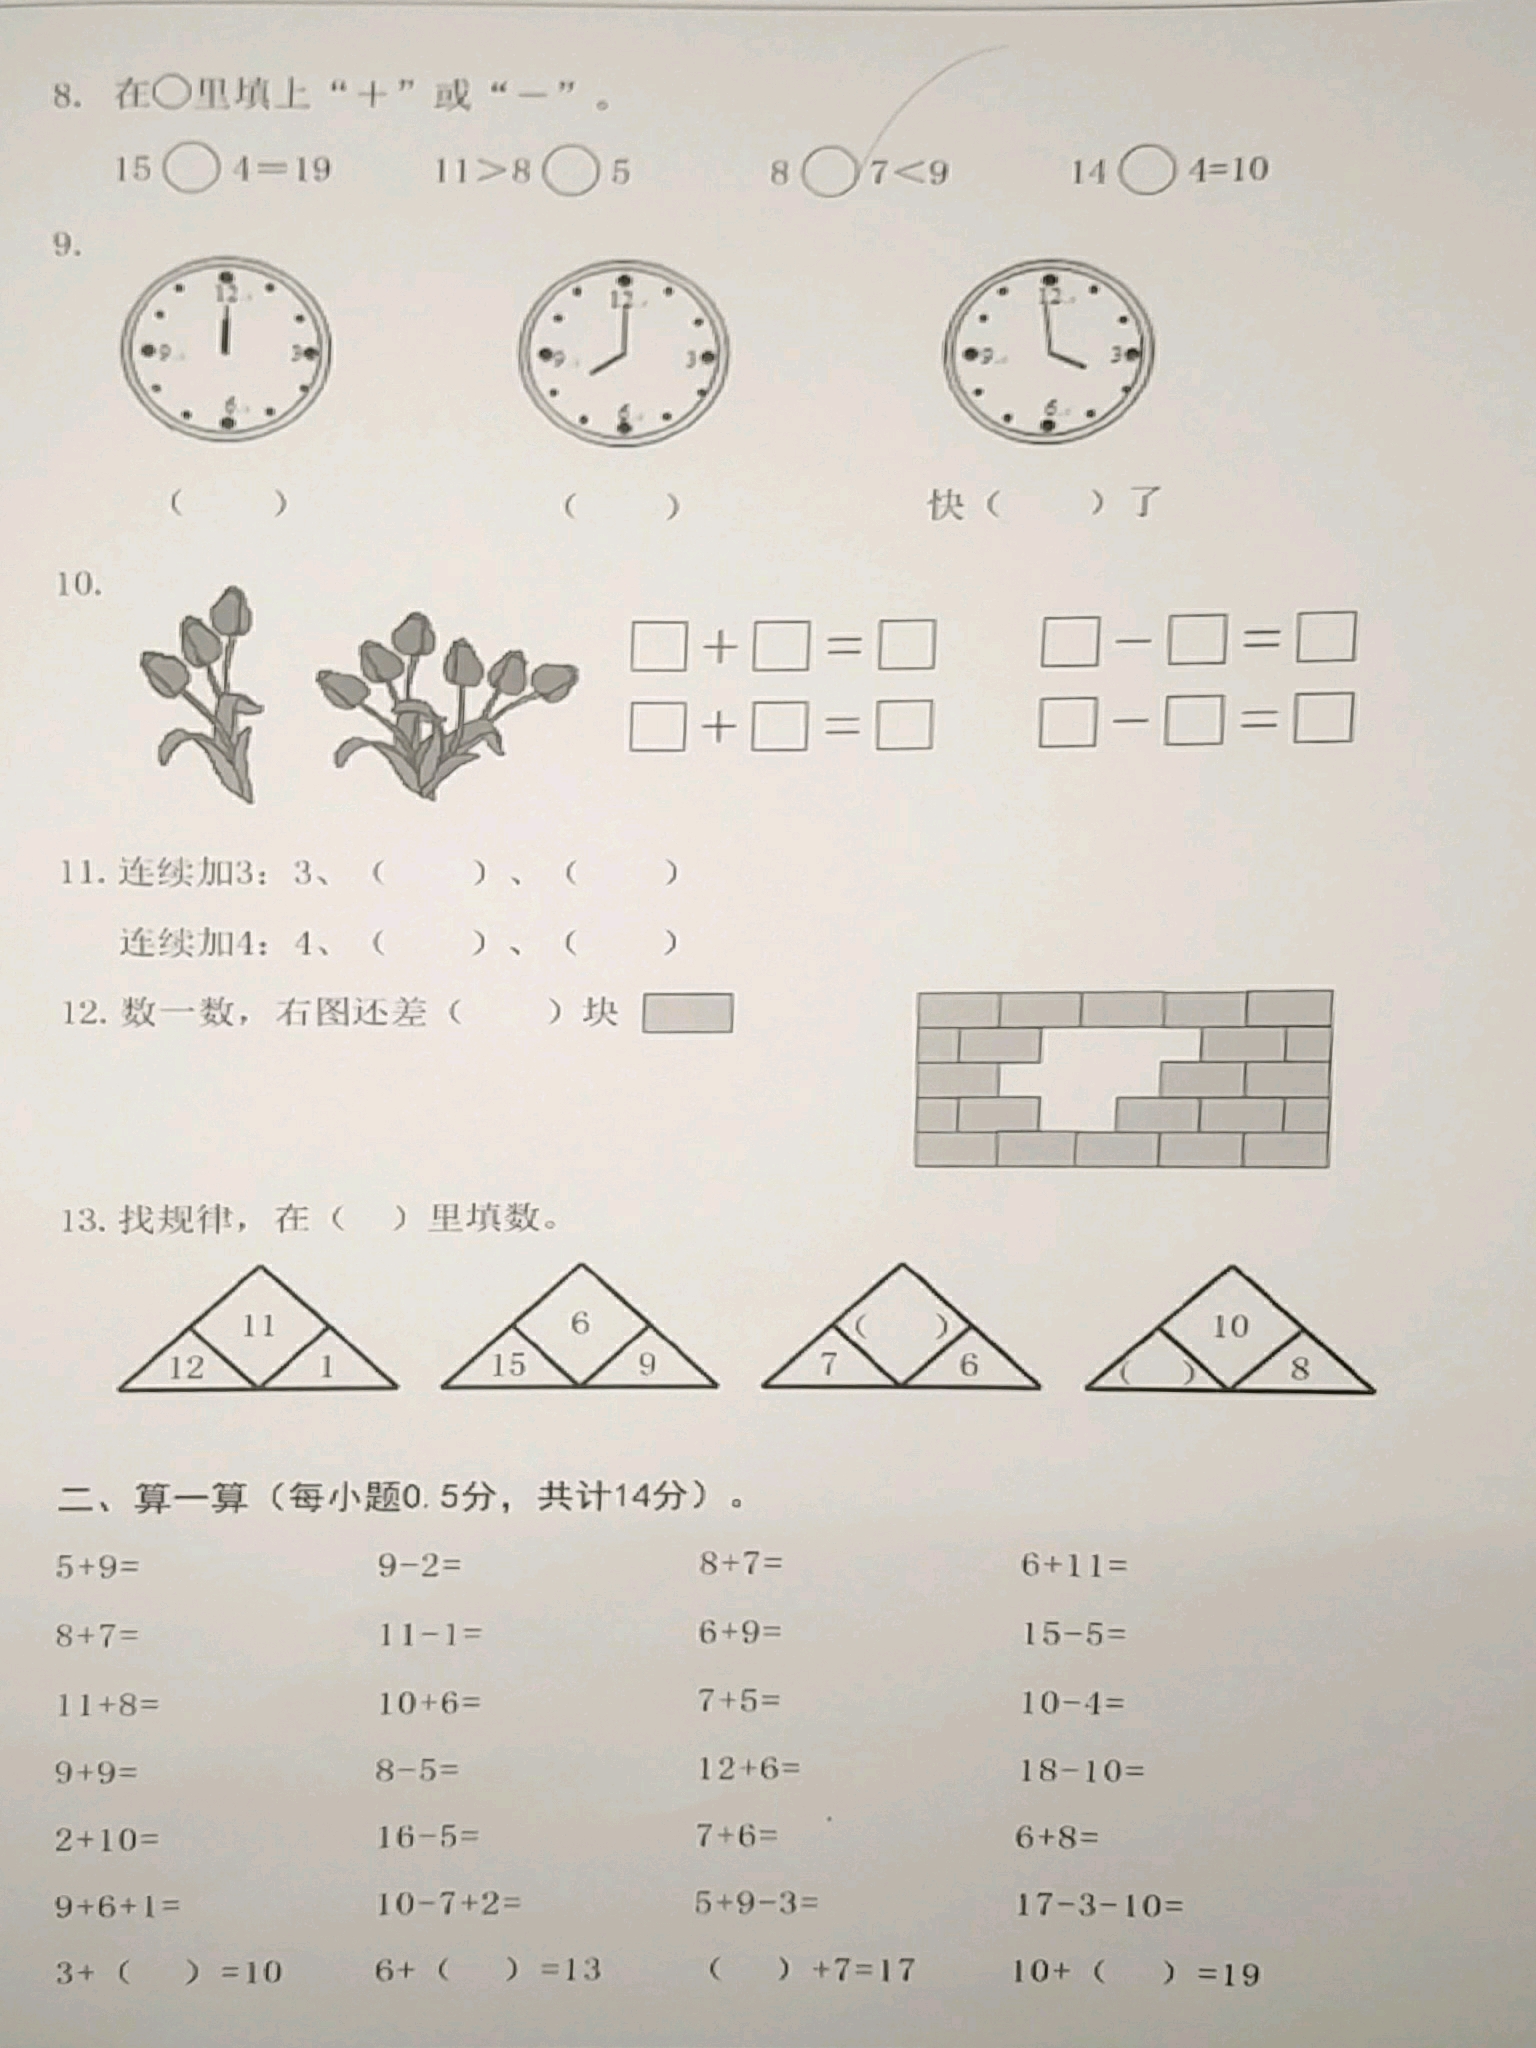 8. 在○里填上“＋”或“－”。
15○4＝19 11＞8○5 8○7＜9 14○4=10
9.
12 9 3 6 12 9 3 6 12 9 3 6
（ ） （ ） 快（ ）了
10.
□＋□＝□ □－□＝□
□＋□＝□ □－□＝□
11. 连续加3：3、（ ）、（ ）
连续加4：4、（ ）、（ ）
12. 数一数，右图还差（ ）块
13. 找规律，在（ ）里填数。
11 6 （ ） 10
12 1 15 9 7 6 （ ） 8
二、算一算（每小题0.5分，共计14分）。
5+9= 9-2= 8+7= 6+11=
8+7= 11-1= 6+9= 15-5=
11+8= 10+6= 7+5= 10-4=
9+9= 8-5= 12+6= 18-10=
2+10= 16-5= 7+6= 6+8=
9+6+1= 10-7+2= 5+9-3= 17-3-10=
3+（ ）=10 6+（ ）=13 （ ）+7=17 10+（ ）=19